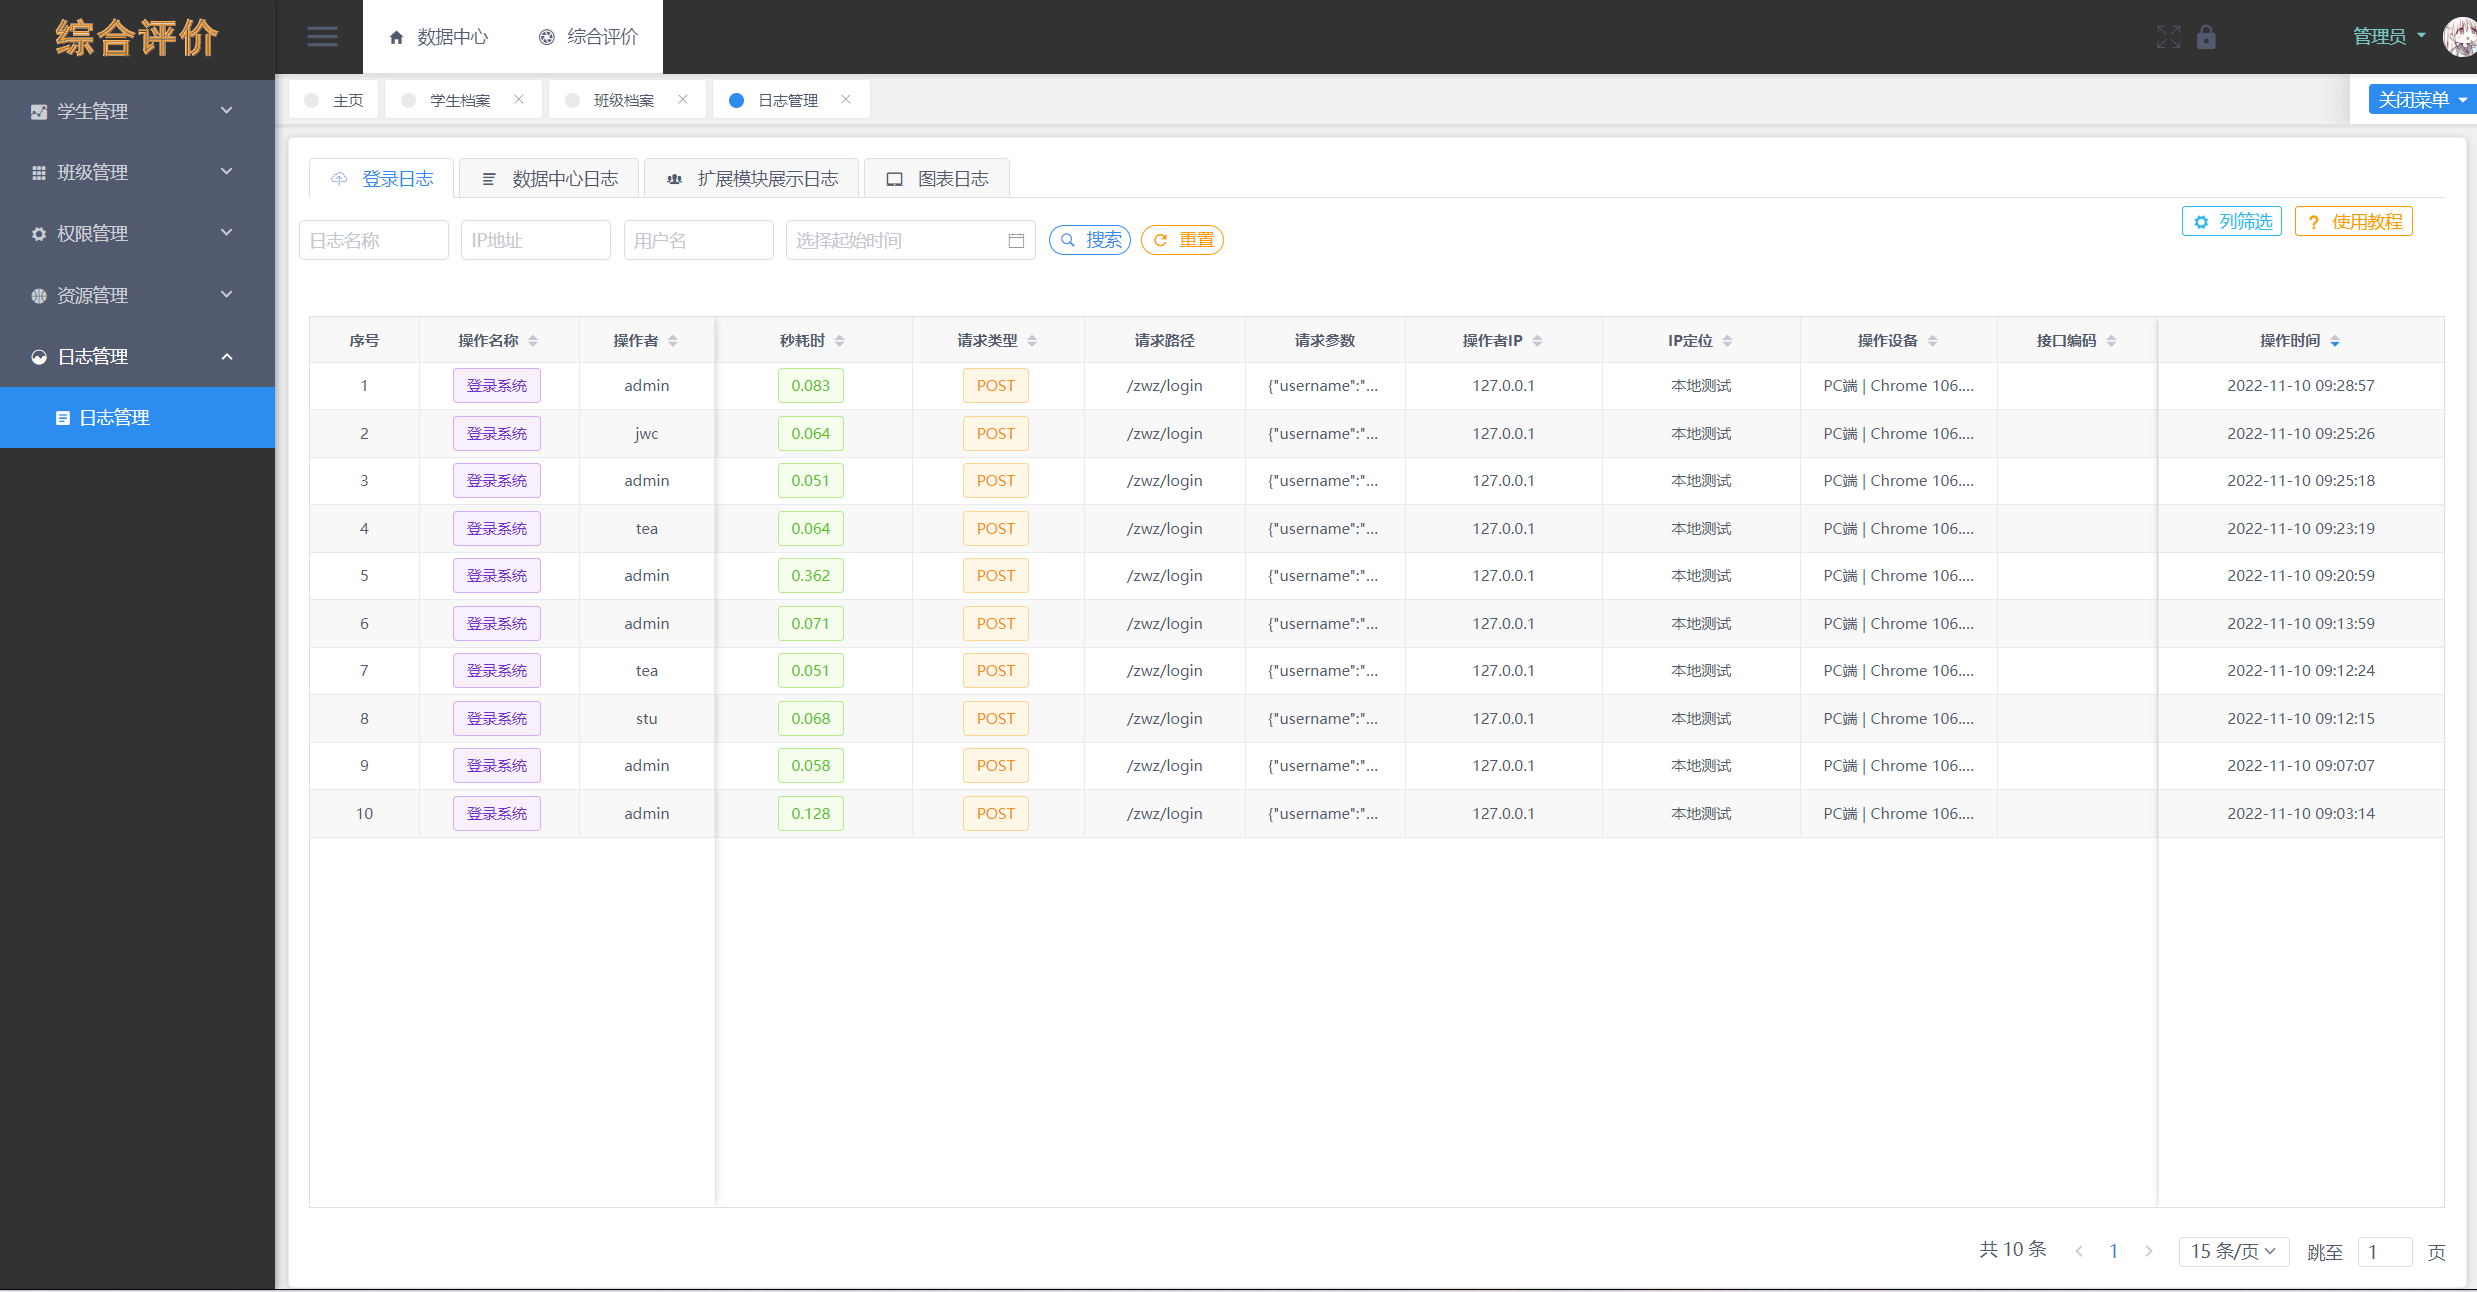 综合评价
数据中心 综合评价 管理员
主页 学生档案 班级档案 日志管理 关闭菜单
学生管理
班级管理
权限管理
资源管理
日志管理
日志管理
登录日志 数据中心日志 扩展模块展示日志 图表日志
日志名称 IP地址 用户名 选择起始时间 搜索 重置 列筛选 ? 使用教程
序号 操作名称 操作者 秒耗时 请求类型 请求路径 请求参数 操作者IP IP定位 操作设备 接口编码 操作时间
1 登录系统 admin 0.083 POST /zwz/login {"username":"... 127.0.0.1 本地测试 PC端 | Chrome 106.... 2022-11-10 09:28:57
2 登录系统 jwc 0.064 POST /zwz/login {"username":"... 127.0.0.1 本地测试 PC端 | Chrome 106.... 2022-11-10 09:25:26
3 登录系统 admin 0.051 POST /zwz/login {"username":"... 127.0.0.1 本地测试 PC端 | Chrome 106.... 2022-11-10 09:25:18
4 登录系统 tea 0.064 POST /zwz/login {"username":"... 127.0.0.1 本地测试 PC端 | Chrome 106.... 2022-11-10 09:23:19
5 登录系统 admin 0.362 POST /zwz/login {"username":"... 127.0.0.1 本地测试 PC端 | Chrome 106.... 2022-11-10 09:20:59
6 登录系统 admin 0.071 POST /zwz/login {"username":"... 127.0.0.1 本地测试 PC端 | Chrome 106.... 2022-11-10 09:13:59
7 登录系统 tea 0.051 POST /zwz/login {"username":"... 127.0.0.1 本地测试 PC端 | Chrome 106.... 2022-11-10 09:12:24
8 登录系统 stu 0.068 POST /zwz/login {"username":"... 127.0.0.1 本地测试 PC端 | Chrome 106.... 2022-11-10 09:12:15
9 登录系统 admin 0.058 POST /zwz/login {"username":"... 127.0.0.1 本地测试 PC端 | Chrome 106.... 2022-11-10 09:07:07
10 登录系统 admin 0.128 POST /zwz/login {"username":"... 127.0.0.1 本地测试 PC端 | Chrome 106.... 2022-11-10 09:03:14
共 10 条 1 15 条/页 跳至 1 页